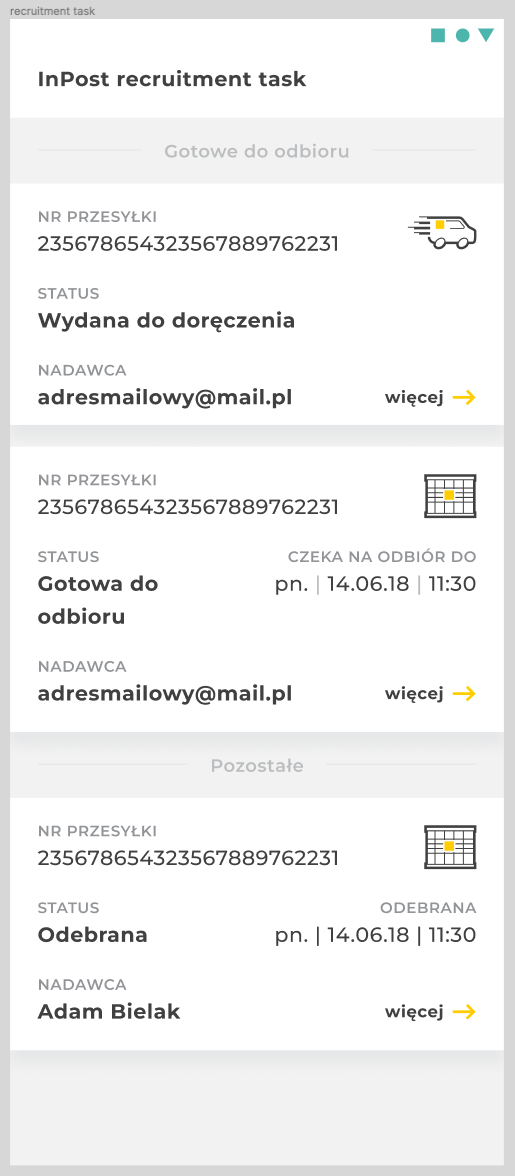 recruitment task
InPost recruitment task
Gotowe do odbioru
NR PRZESYŁKI
235678654323567889762231
STATUS
Wydana do doręczenia
NADAWCA
adresmailowy@mail.pl więcej
NR PRZESYŁKI
235678654323567889762231
STATUS CZEKA NA ODBIÓR DO
Gotowa do pn. | 14.06.18 | 11:30
odbioru
NADAWCA
adresmailowy@mail.pl więcej
Pozostałe
NR PRZESYŁKI
235678654323567889762231
STATUS ODEBRANA
Odebrana pn. | 14.06.18 | 11:30
NADAWCA
Adam Bielak więcej